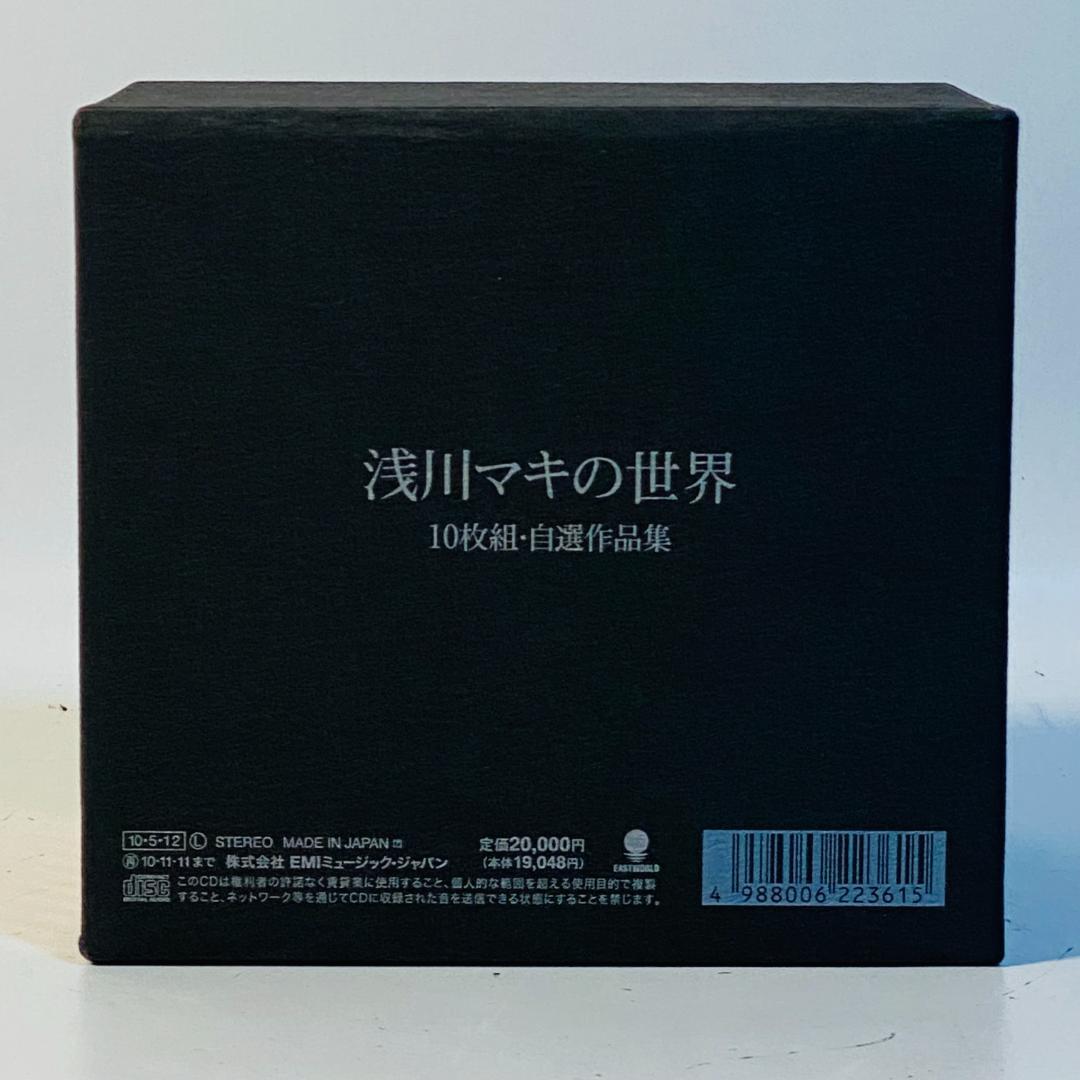 浅川マキの世界
10枚組・自選作品集
10・5・12 Ⓛ STEREO MADE IN JAPAN
定価20,000円
再 10・11・11まで 株式会社 EMIミュージック・ジャパン
(本体19,048円)
EASTWORLD
disc
DIGITAL AUDIO
このCDは権利者の許諾なく賃貸業に使用すること、個人的な範囲を超える使用目的で複製
すること、ネットワーク等を通じてCDに収録された音を送信できる状態にすることを禁じます。
4 988006 223615